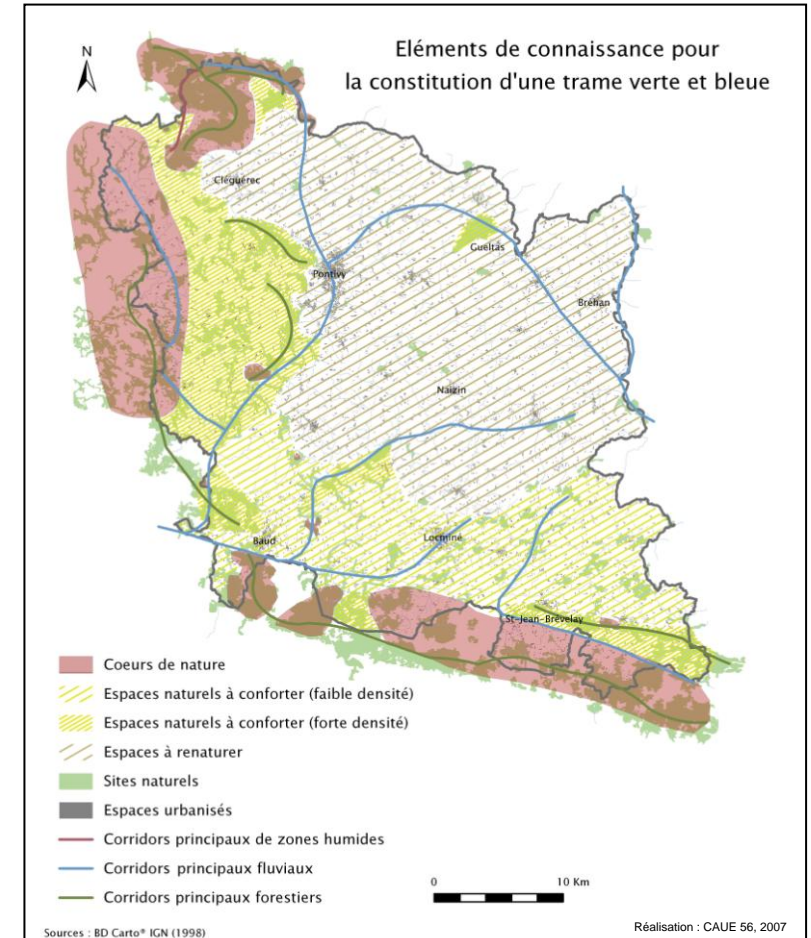 Eléments de connaissance pour
la constitution d'une trame verte et bleue
N
Cléguérec
Gueltas
Pontivy
Bréhan
Naizin
Baud
Locminé
St-Jean-Brévelay
Coeurs de nature
Espaces naturels à conforter (faible densité)
Espaces naturels à conforter (forte densité)
Espaces à renaturer
Sites naturels
Espaces urbanisés
Corridors principaux de zones humides
Corridors principaux fluviaux
Corridors principaux forestiers
0 10 Km
Sources : BD Carto® IGN (1998)
Réalisation : CAUE 56, 2007